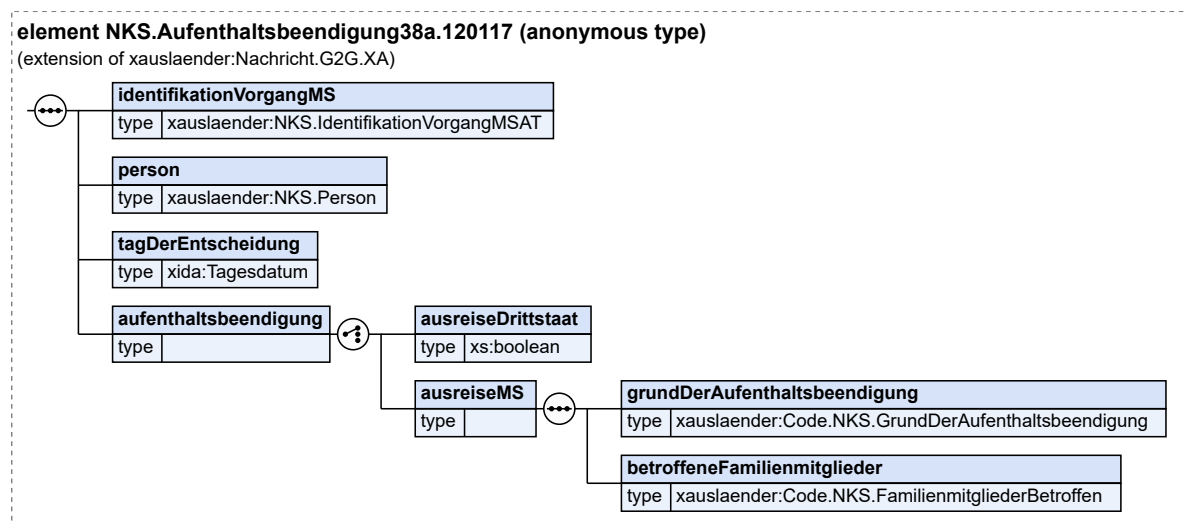 element NKS.Aufenthaltsbeendigung38a.120117 (anonymous type)
(extension of xauslaender:Nachricht.G2G.XA)
identifikationVorgangMS
type xauslaender:NKS.IdentifikationVorgangMSAT
person
type xauslaender:NKS.Person
tagDerEntscheidung
type xida:Tagesdatum
aufenthaltsbeendigung
type
ausreiseDrittstaat
type xs:boolean
ausreiseMS
type
grundDerAufenthaltsbeendigung
type xauslaender:Code.NKS.GrundDerAufenthaltsbeendigung
betroffeneFamilienmitglieder
type xauslaender:Code.NKS.FamilienmitgliederBetroffen